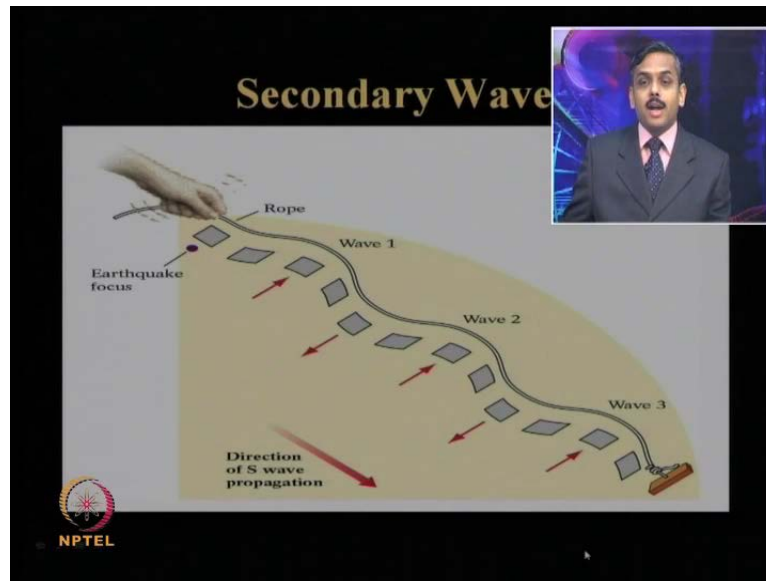 Secondary Wave
Rope
Wave 1
Earthquake
focus
Wave 2
Wave 3
Direction
of S wave
propagation
NPTEL